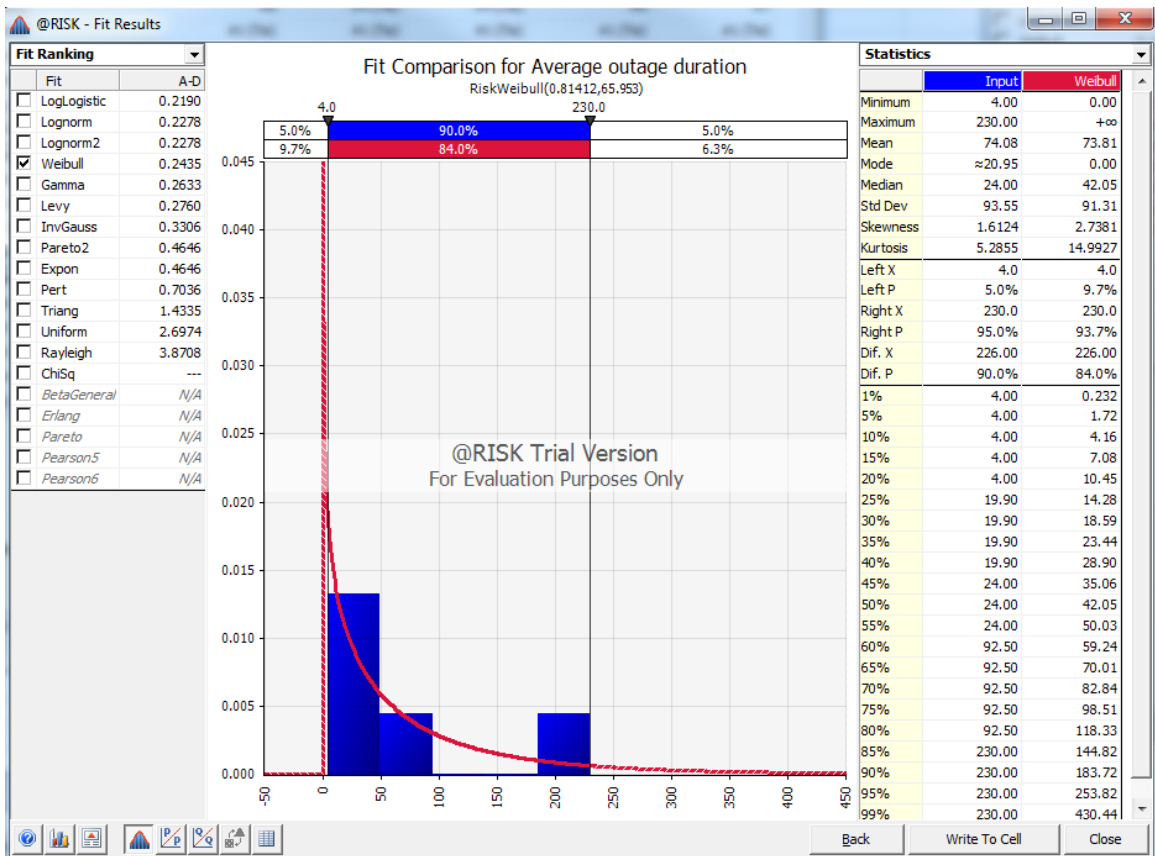 @RISK - Fit Results
Fit Ranking
Fit A-D
LogLogistic 0.2190
Lognorm 0.2278
Lognorm2 0.2278
Weibull 0.2435
Gamma 0.2633
Levy 0.2760
InvGauss 0.3306
Pareto2 0.4646
Expon 0.4646
Pert 0.7036
Triang 1.4335
Uniform 2.6974
Rayleigh 3.8708
ChiSq ---
BetaGeneral N/A
Erlang N/A
Pareto N/A
Pearson5 N/A
Pearson6 N/A
Fit Comparison for Average outage duration
RiskWeibull(0.81412,65.953)
4.0 230.0
5.0% 90.0% 5.0%
9.7% 84.0% 6.3%
0.045
0.040
0.035
0.030
0.025
0.020
0.015
0.010
0.005
0.000
@RISK Trial Version
For Evaluation Purposes Only
-50 0 50 100 150 200 250 300 350 400 450
Statistics
Input Weibull
Minimum 4.00 0.00
Maximum 230.00 +∞
Mean 74.08 73.81
Mode ≈20.95 0.00
Median 24.00 42.05
Std Dev 93.55 91.31
Skewness 1.6124 2.7381
Kurtosis 5.2855 14.9927
Left X 4.0 4.0
Left P 5.0% 9.7%
Right X 230.0 230.0
Right P 95.0% 93.7%
Dif. X 226.00 226.00
Dif. P 90.0% 84.0%
1% 4.00 0.232
5% 4.00 1.72
10% 4.00 4.16
15% 4.00 7.08
20% 4.00 10.45
25% 19.90 14.28
30% 19.90 18.59
35% 19.90 23.44
40% 19.90 28.90
45% 24.00 35.06
50% 24.00 42.05
55% 24.00 50.03
60% 92.50 59.24
65% 92.50 70.01
70% 92.50 82.84
75% 92.50 98.51
80% 92.50 118.33
85% 230.00 144.82
90% 230.00 183.72
95% 230.00 253.82
99% 230.00 430.44
Back Write To Cell Close